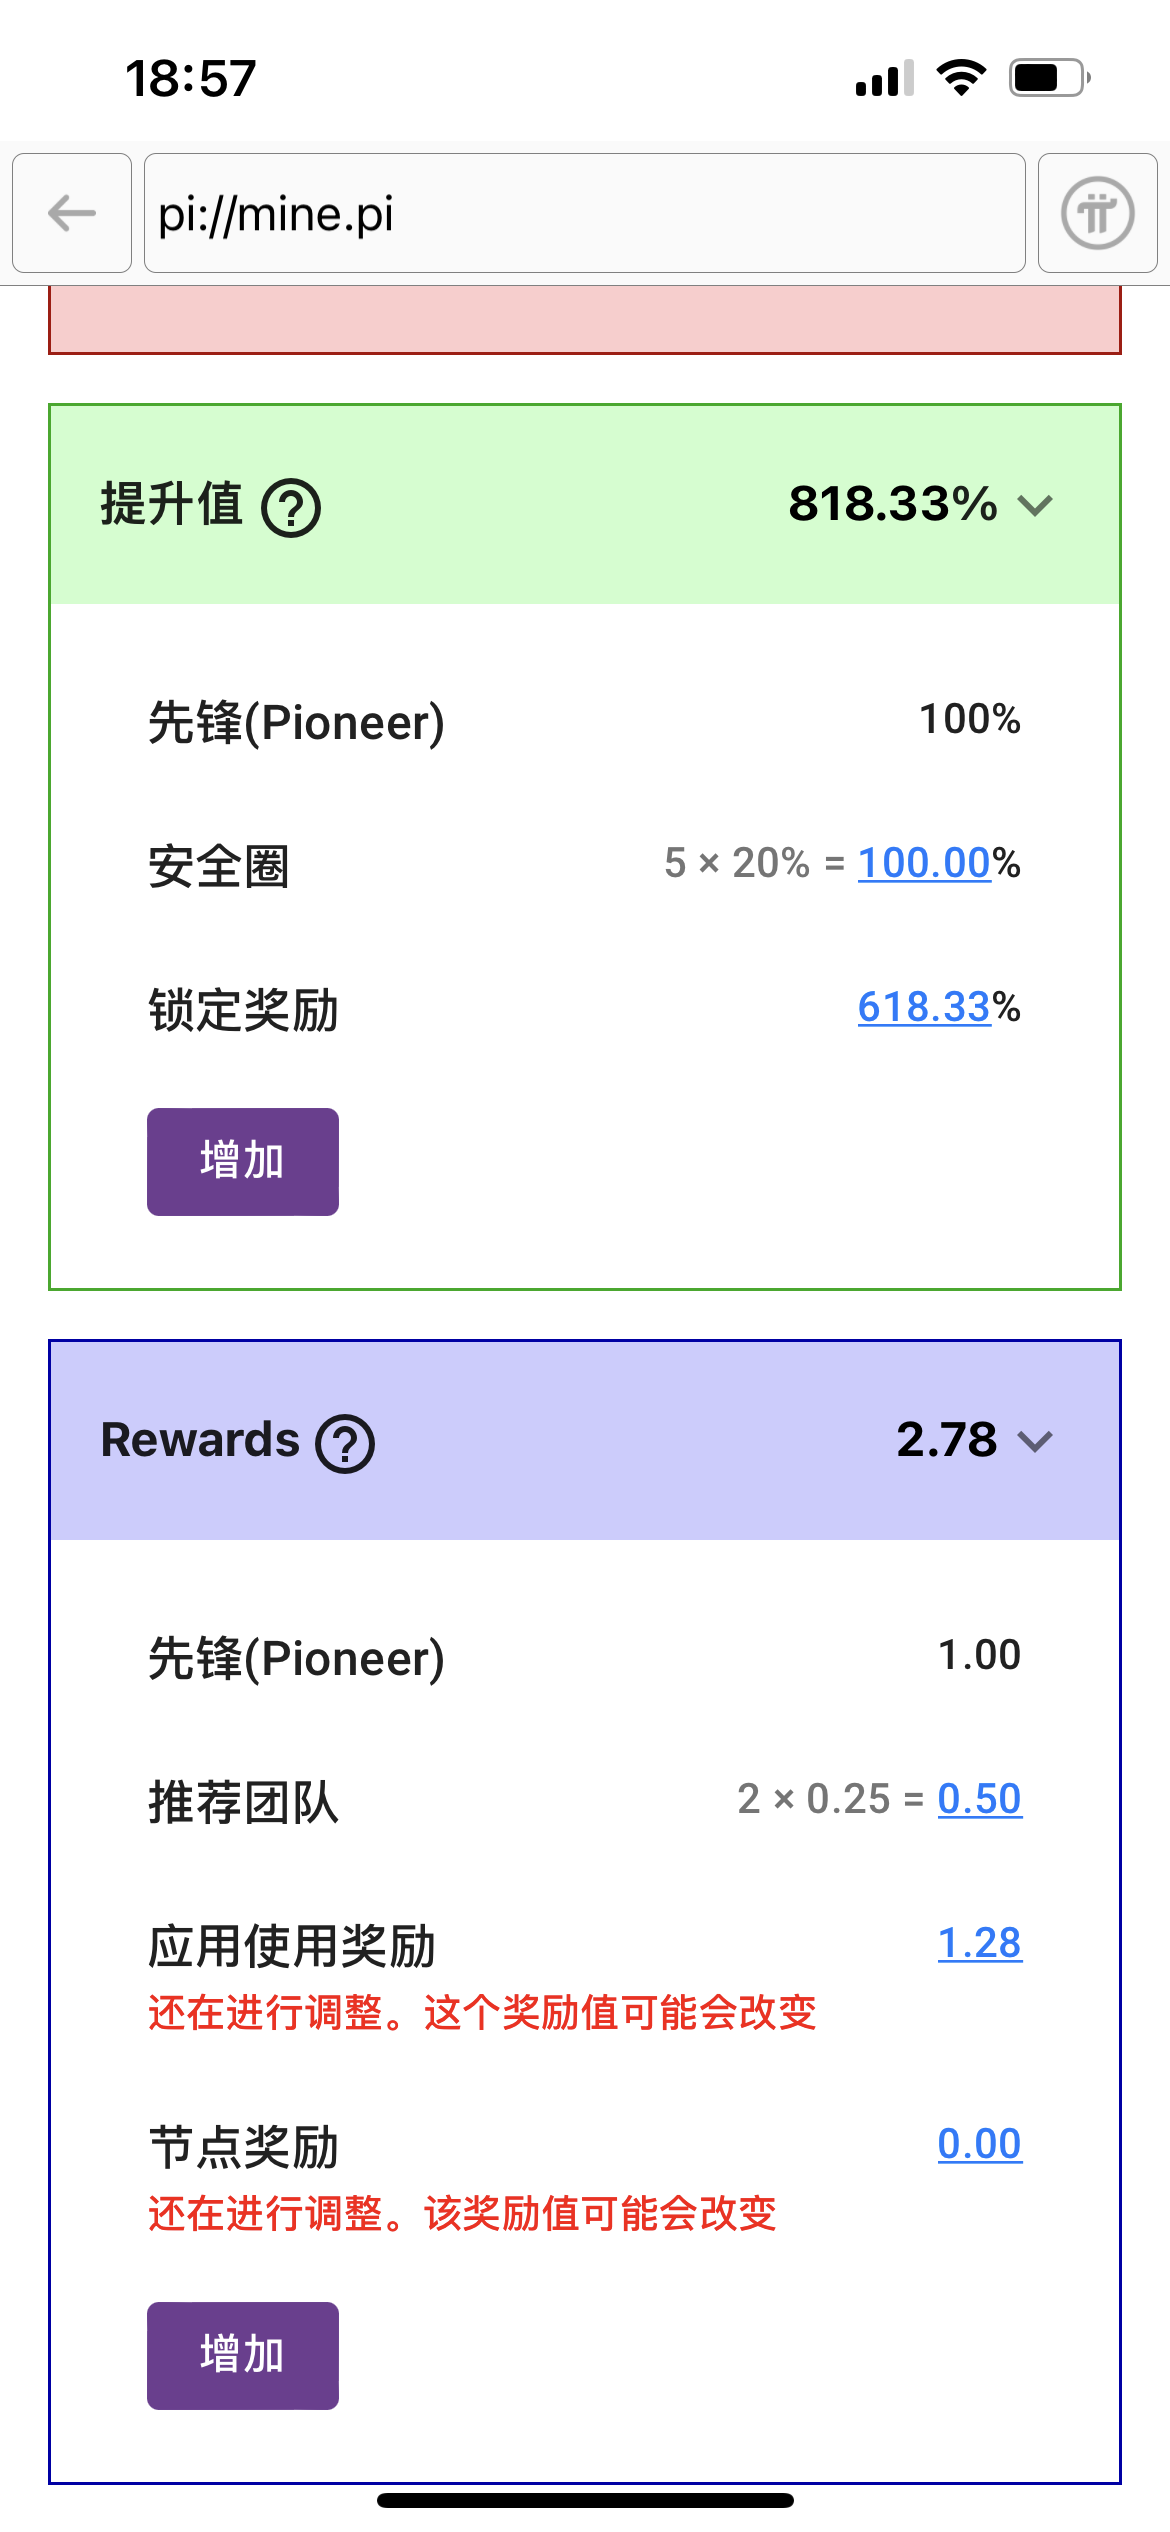 18:57
pi://mine.pi
提升值 818.33%
先锋(Pioneer) 100%
安全圈 5 × 20% = 100.00%
锁定奖励 618.33%
增加
Rewards 2.78
先锋(Pioneer) 1.00
推荐团队 2 × 0.25 = 0.50
应用使用奖励 1.28
还在进行调整。这个奖励值可能会改变
节点奖励 0.00
还在进行调整。该奖励值可能会改变
增加